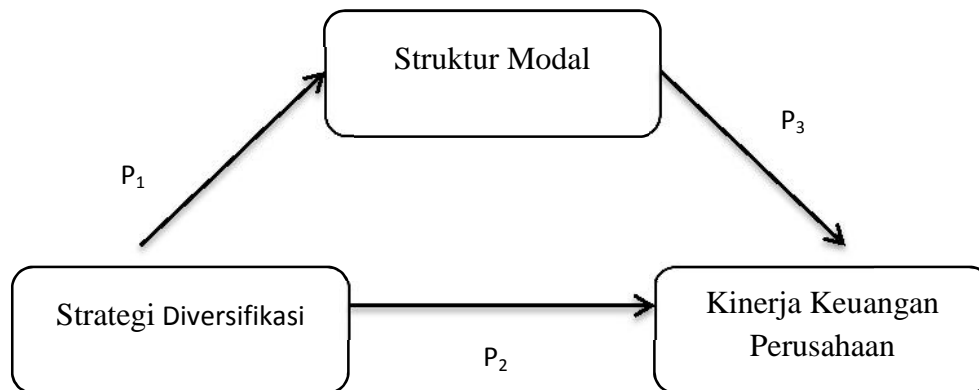 Struktur Modal
P3
P1
Strategi Diversifikasi
P2
Kinerja Keuangan
Perusahaan